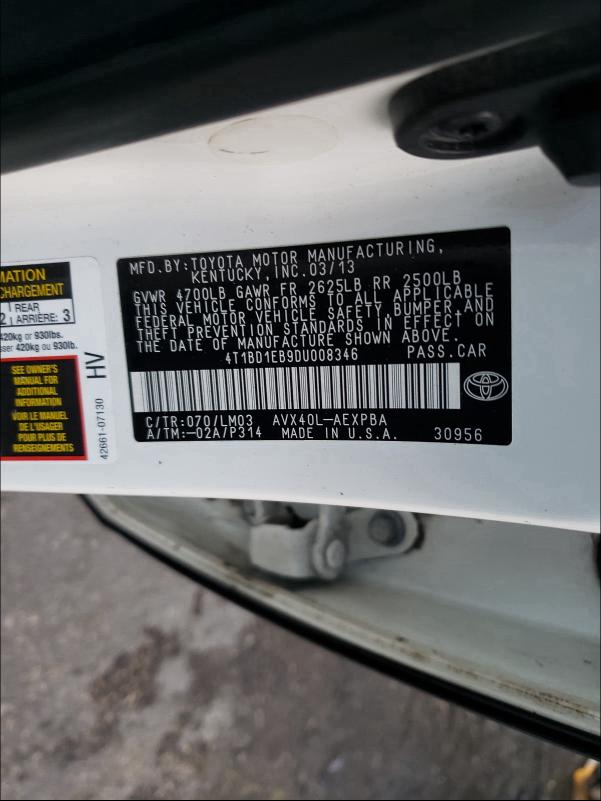 MATION
CHARGEMENT
2
REAR
ARRIÈRE:
3
420kg or 930lbs.
sser 420kg ou 930lb.
SEE OWNER'S
MANUAL FOR
ADDITIONAL
INFORMATION
VOIR LE MANUEL
DE L'USAGER
POUR PLUS DE
RENSEIGNEMENTS
HV
42661-07130
MFD.BY:TOYOTA MOTOR MANUFACTURING,
KENTUCKY, INC.03/13
GVWR 4700LB GAWR FR 2625LB RR 2500LB
THIS VEHICLE CONFORMS TO ALL APPLICABLE
FEDERAL MOTOR VEHICLE SAFETY, BUMPER, AND
THEFT PREVENTION STANDARDS IN EFFECT ON
THE DATE OF MANUFACTURE SHOWN ABOVE.
4T1BD1EB9DU008346 PASS.CAR
C/TR:070/LM03 AVX40L-AEXPBA
A/TM:-02A/P314 MADE IN U.S.A. 30956